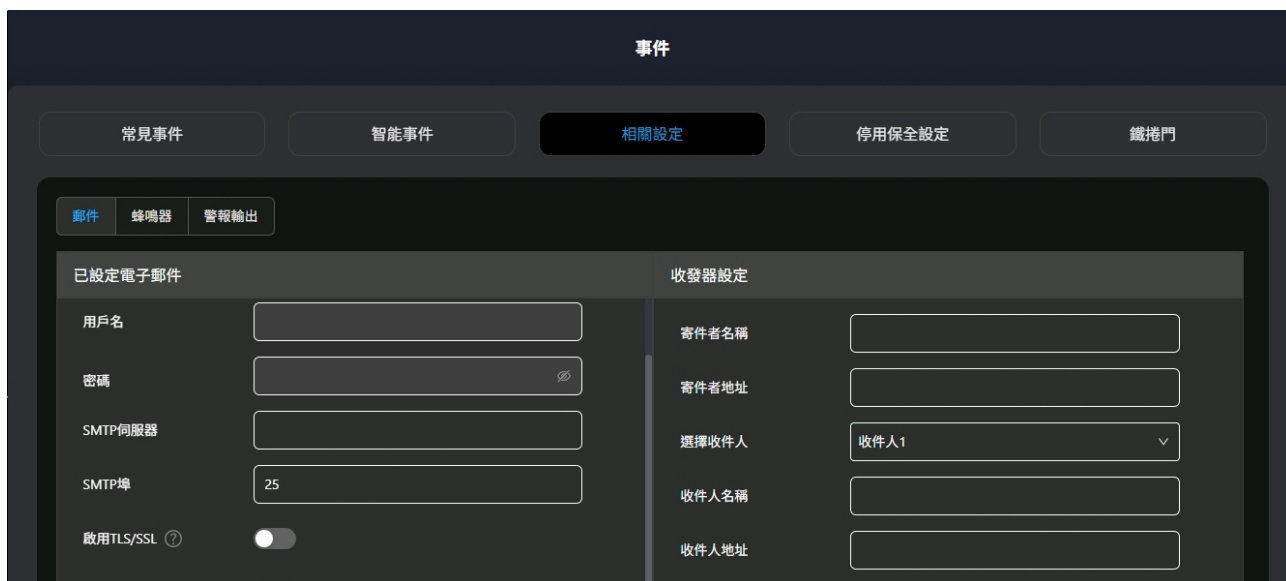 事件
常見事件
智能事件
相關設定
停用保全設定
鐵捲門
郵件
蜂鳴器
警報輸出
已設定電子郵件
用戶名
密碼
SMTP伺服器
SMTP埠
25
啟用TLS/SSL ?
收發器設定
寄件者名稱
寄件者地址
選擇收件人
收件人1
收件人名稱
收件人地址